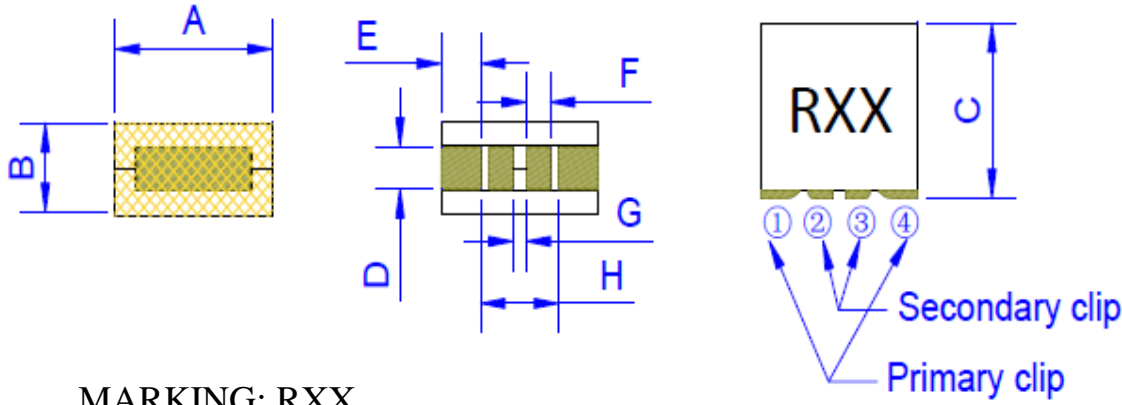 A
B
E
F
D
G
H
RXX
C
① ② ③ ④
Secondary clip
Primary clip
MARKING: RXX